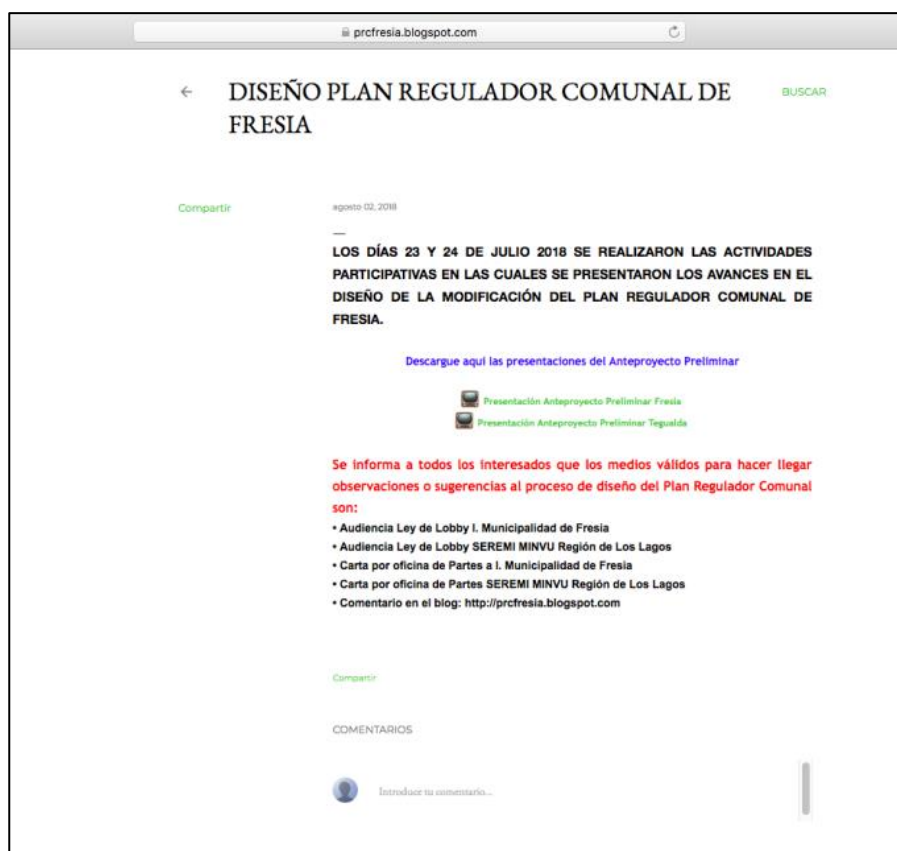 prcfresia.blogspot.com
DISEÑO PLAN REGULADOR COMUNAL DE
FRESIA
BUSCAR
Compartir
agosto 02, 2018
LOS DÍAS 23 Y 24 DE JULIO 2018 SE REALIZARON LAS ACTIVIDADES
PARTICIPATIVAS EN LAS CUALES SE PRESENTARON LOS AVANCES EN EL
DISEÑO DE LA MODIFICACIÓN DEL PLAN REGULADOR COMUNAL DE
FRESIA.
Descargue aqui las presentaciones del Anteproyecto Preliminar
Presentación Anteproyecto Preliminar Fresia
Presentación Anteproyecto Preliminar Tegualda
Se informa a todos los interesados que los medios válidos para hacer llegar
observaciones o sugerencias al proceso de diseño del Plan Regulador Comunal
son:
• Audiencia Ley de Lobby I. Municipalidad de Fresia
• Audiencia Ley de Lobby SEREMI MINVU Región de Los Lagos
• Carta por oficina de Partes a I. Municipalidad de Fresia
• Carta por oficina de Partes SEREMI MINVU Región de Los Lagos
• Comentario en el blog: http://prcfresia.blogspot.com
Compartir
COMENTARIOS
Introduce tu comentario...